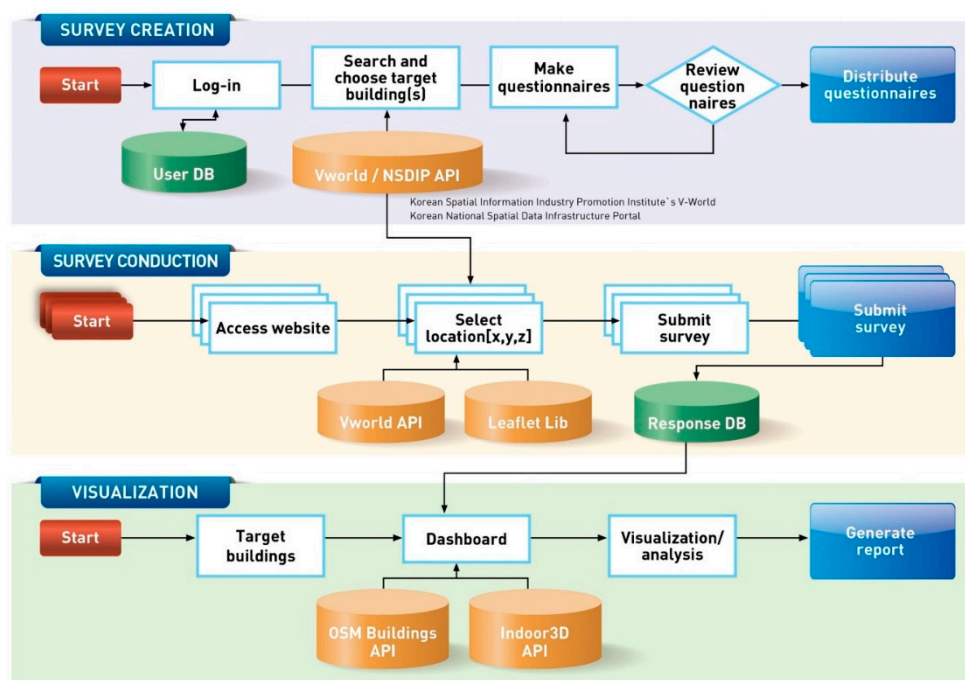 SURVEY CREATION
Start
Log-in
Search and
choose target
building(s)
Make
questionnaires
Review
question
naires
Distribute
questionnaires
User DB
Vworld / NSDIP API
Korean Spatial Information Industry Promotion Institute`s V-World
Korean National Spatial Data Infrastructure Portal
SURVEY CONDUCTION
Start
Access website
Select
location[x,y,z]
Submit
survey
Submit
survey
Vworld API
Leaflet Lib
Response DB
VISUALIZATION
Start
Target
buildings
Dashboard
Visualization/
analysis
Generate
report
OSM Buildings
API
Indoor3D
API